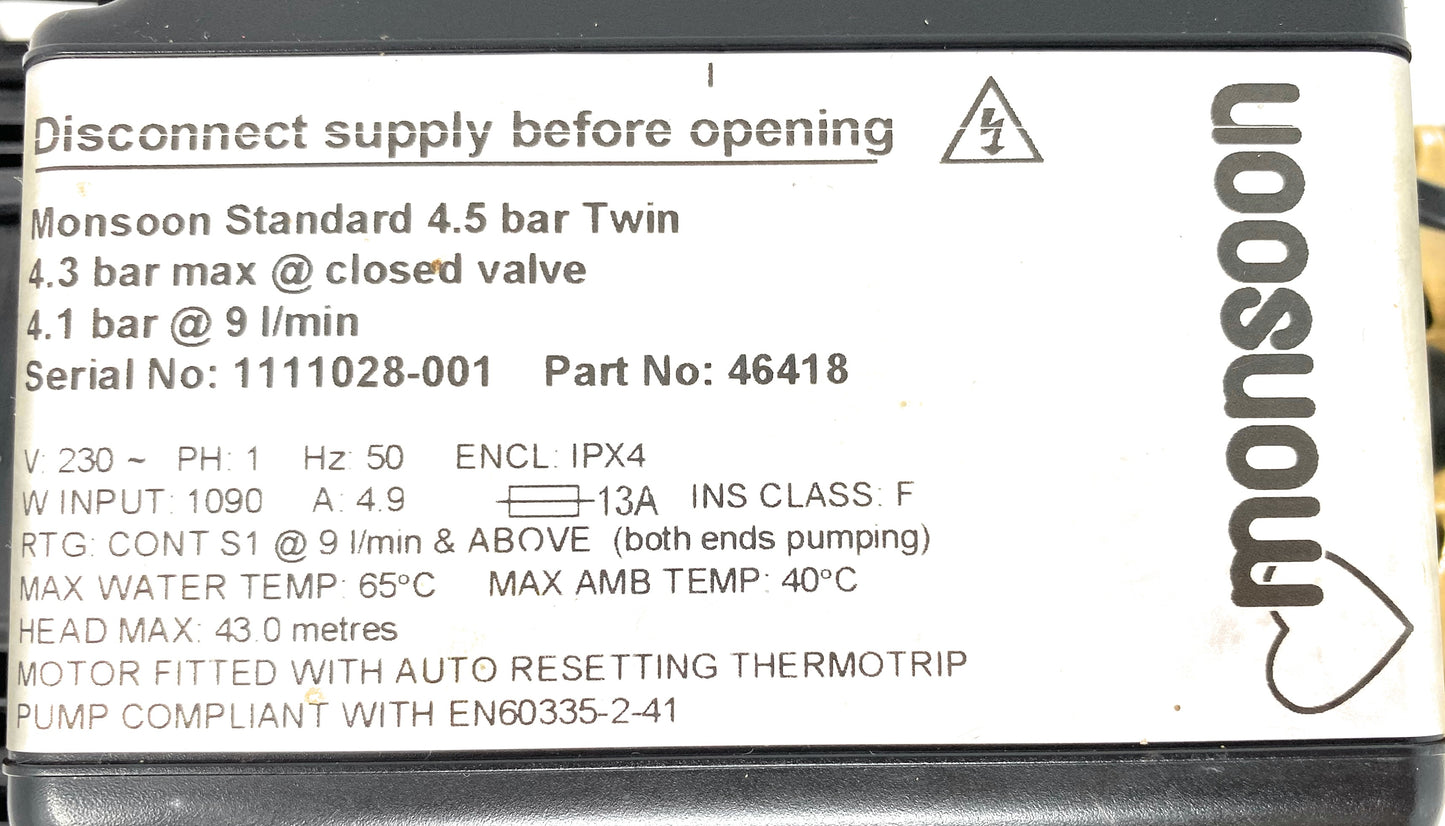 Disconnect supply before opening
Monsoon Standard 4.5 bar Twin
4.3 bar max @ closed valve
4.1 bar @ 9 l/min
Serial No: 1111028-001 Part No: 46418
V: 230 ~ PH: 1 Hz: 50 ENCL: IPX4
W INPUT: 1090 A: 4.9 13A INS CLASS: F
RTG: CONT S1 @ 9 l/min & ABOVE (both ends pumping)
MAX WATER TEMP: 65°C MAX AMB TEMP: 40°C
HEAD MAX: 43.0 metres
MOTOR FITTED WITH AUTO RESETTING THERMOTRIP
PUMP COMPLIANT WITH EN60335-2-41
monsoon